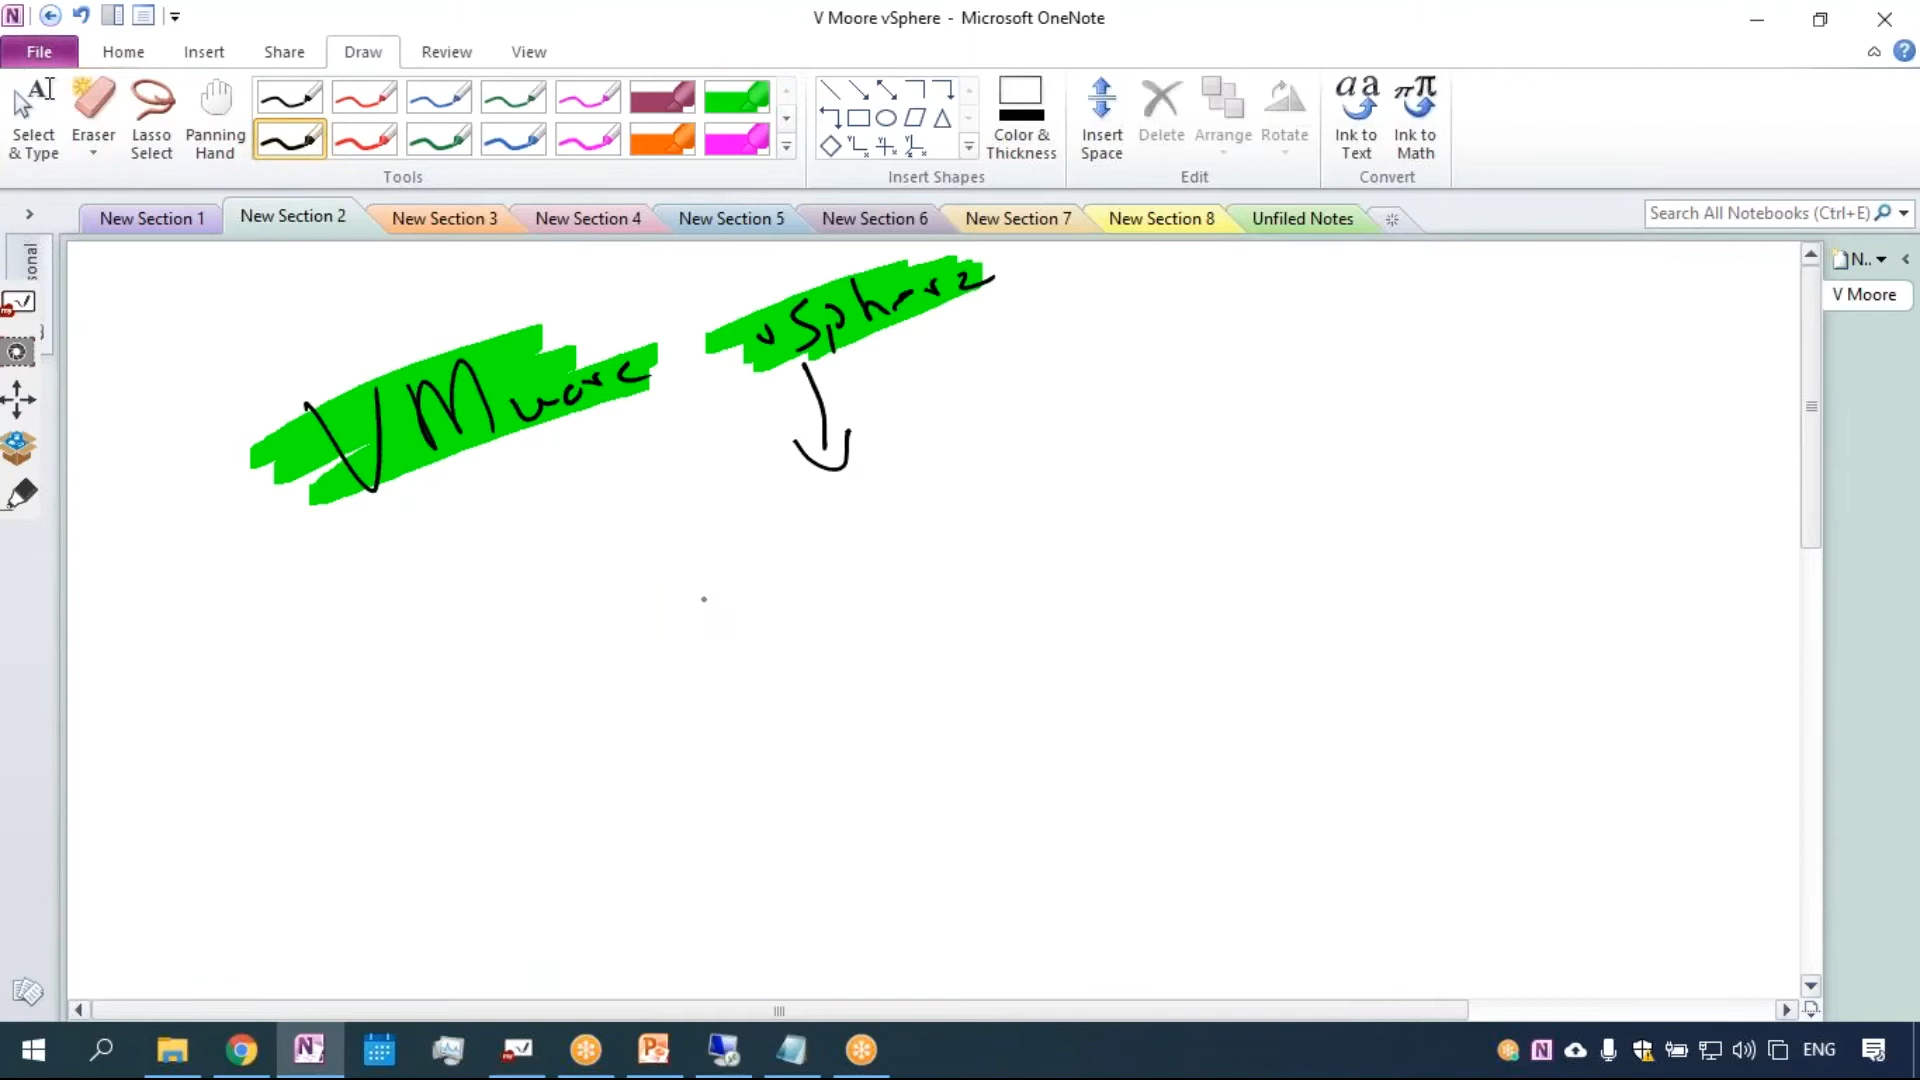 V Moore vSphere - Microsoft OneNote
File Home Insert Share Draw Review View
Select & Type
Eraser
Lasso Select
Panning Hand
Color & Thickness
Insert Space
Delete
Arrange
Rotate
Ink to Text
Ink to Math
Tools
Insert Shapes
Edit
Convert
New Section 1 New Section 2 New Section 3 New Section 4 New Section 5 New Section 6 New Section 7 New Section 8 Unfiled Notes
Search All Notebooks (Ctrl+E)
sonal
N..
V Moore
VMware vSphere
ENG